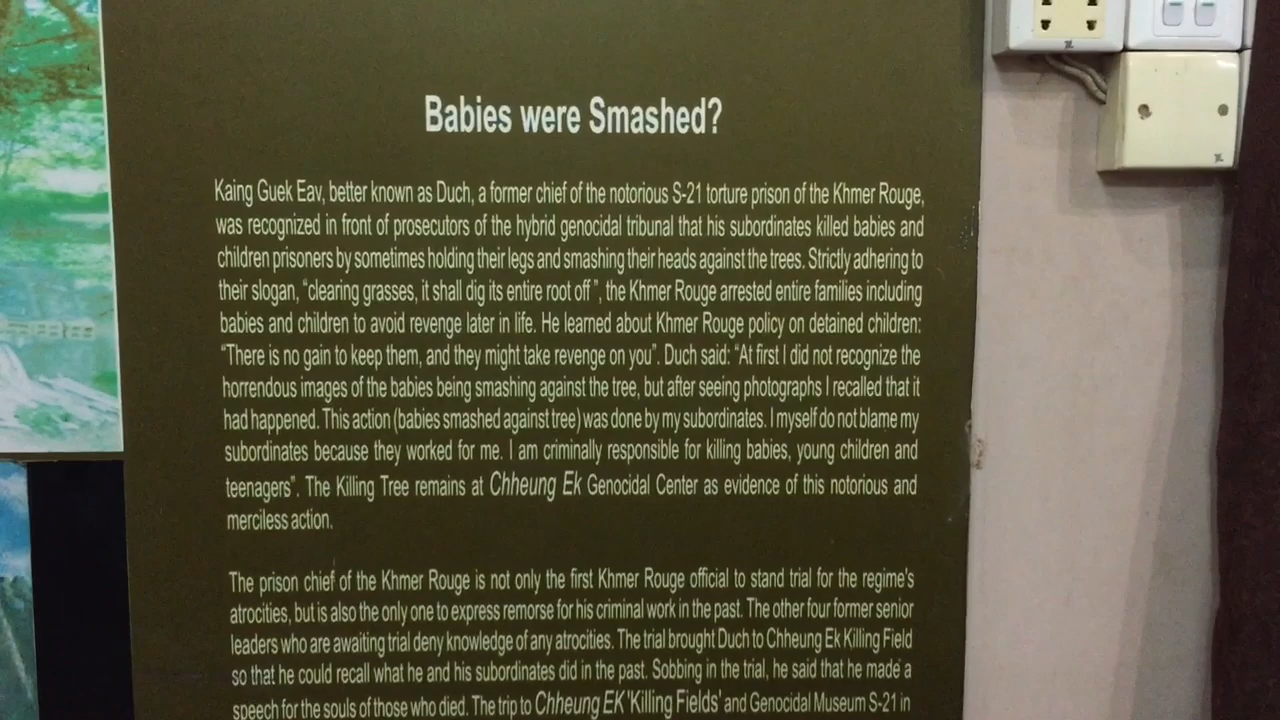 Babies were Smashed?
Kaing Guek Eav, better known as Duch, a former chief of the notorious S-21 torture prison of the Khmer Rouge,
was recognized in front of prosecutors of the hybrid genocidal tribunal that his subordinates killed babies and
children prisoners by sometimes holding their legs and smashing their heads against the trees. Strictly adhering to
their slogan, “clearing grasses, it shall dig its entire root off ”, the Khmer Rouge arrested entire families including
babies and children to avoid revenge later in life. He learned about Khmer Rouge policy on detained children:
“There is no gain to keep them, and they might take revenge on you”. Duch said: “At first I did not recognize the
horrendous images of the babies being smashing against the tree, but after seeing photographs I recalled that it
had happened. This action (babies smashed against tree) was done by my subordinates. I myself do not blame my
subordinates because they worked for me. I am criminally responsible for killing babies, young children and
teenagers”. The Killing Tree remains at Chheung Ek Genocidal Center as evidence of this notorious and
merciless action.
The prison chief of the Khmer Rouge is not only the first Khmer Rouge official to stand trial for the regime's
atrocities, but is also the only one to express remorse for his criminal work in the past. The other four former senior
leaders who are awaiting trial deny knowledge of any atrocities. The trial brought Duch to Chheung Ek Killing Field
so that he could recall what he and his subordinates did in the past. Sobbing in the trial, he said that he made a
speech for the souls of those who died. The trip to Chheung EK 'Killing Fields' and Genocidal Museum S-21 in